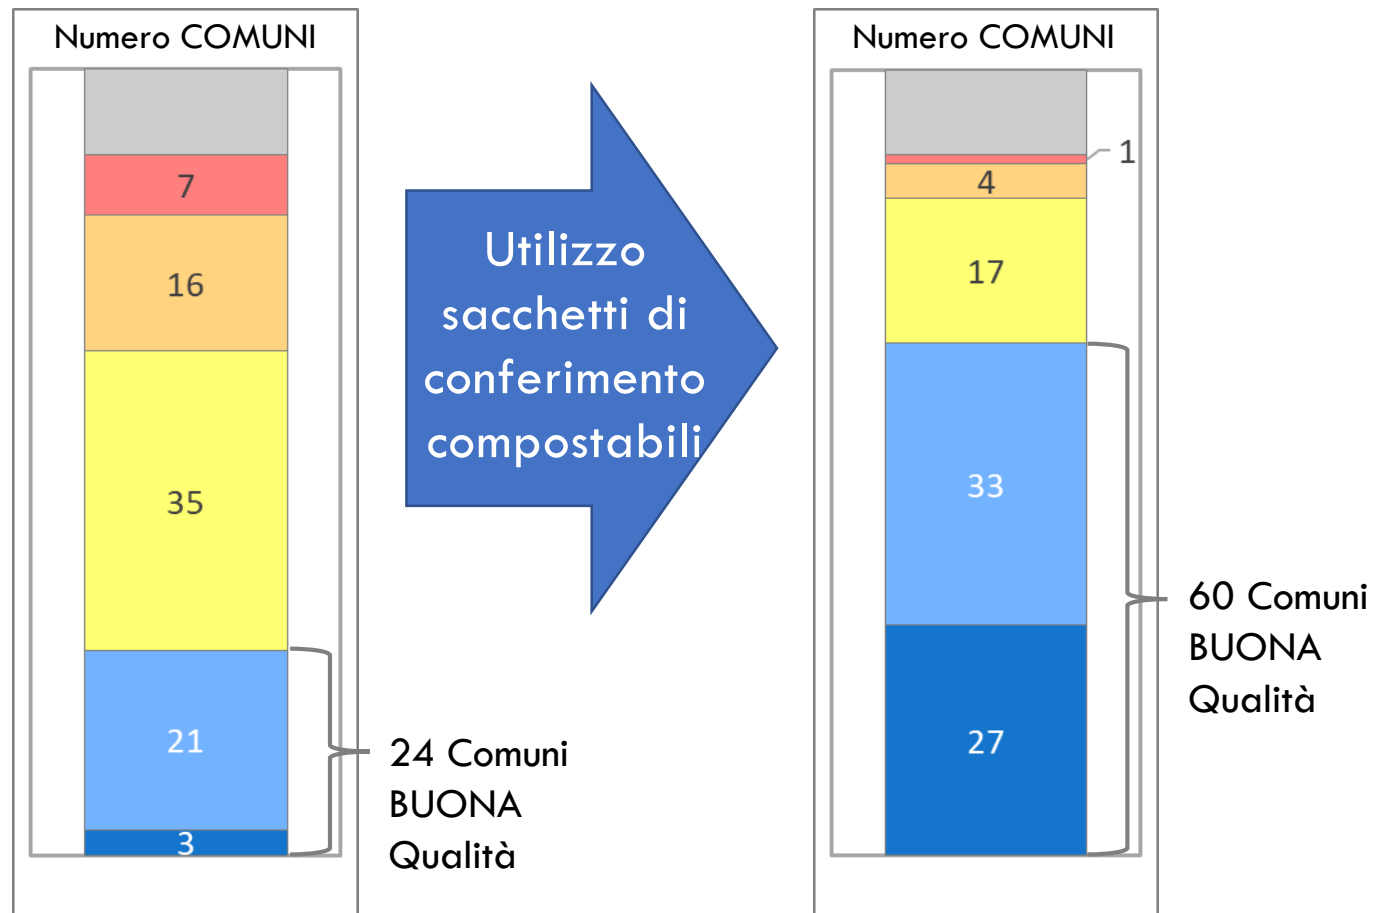 Numero COMUNI
7
16
35
21
3
24 Comuni
BUONA
Qualità
Utilizzo
sacchetti di
conferimento
compostabili
Numero COMUNI
1
4
17
33
27
60 Comuni
BUONA
Qualità